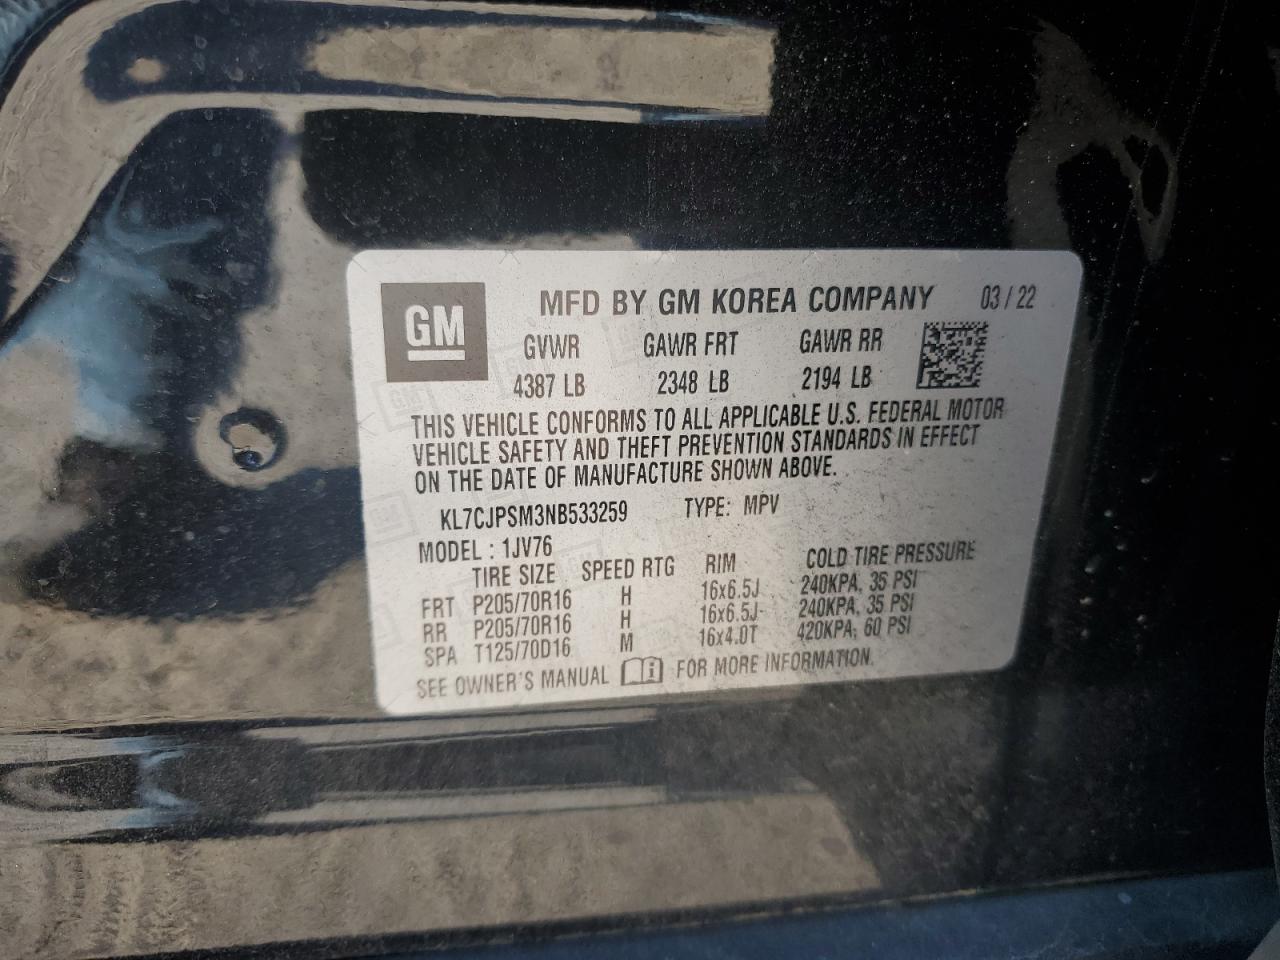 GM
MFD BY GM KOREA COMPANY 03 / 22
GVWR GAWR FRT GAWR RR
4387 LB 2348 LB 2194 LB
THIS VEHICLE CONFORMS TO ALL APPLICABLE U.S. FEDERAL MOTOR
VEHICLE SAFETY AND THEFT PREVENTION STANDARDS IN EFFECT
ON THE DATE OF MANUFACTURE SHOWN ABOVE.
KL7CJPSM3NB533259 TYPE: MPV
MODEL : 1JV76
TIRE SIZE SPEED RTG RIM COLD TIRE PRESSURE
FRT P205/70R16 H 16x6.5J 240KPA, 35 PSI
RR P205/70R16 H 16x6.5J 240KPA, 35 PSI
SPA T125/70D16 M 16x4.0T 420KPA, 60 PSI
SEE OWNER'S MANUAL FOR MORE INFORMATION.